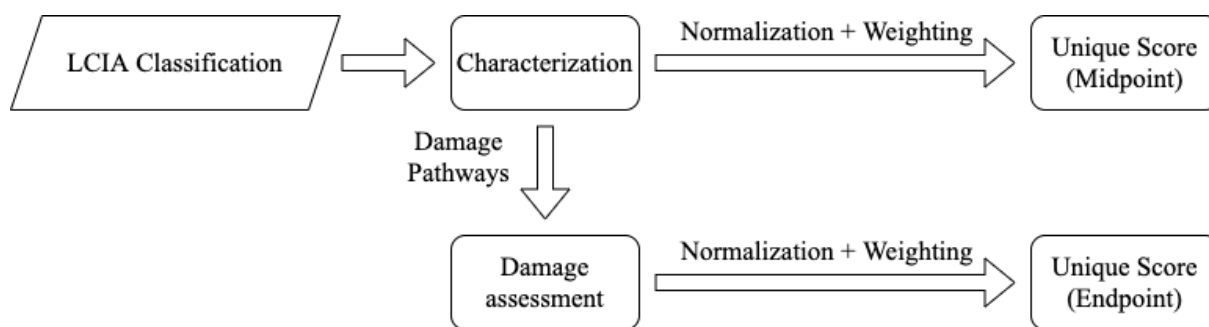 LCIA Classification
Characterization
Normalization + Weighting
Unique Score
(Midpoint)
Damage
Pathways
Damage
assessment
Normalization + Weighting
Unique Score
(Endpoint)